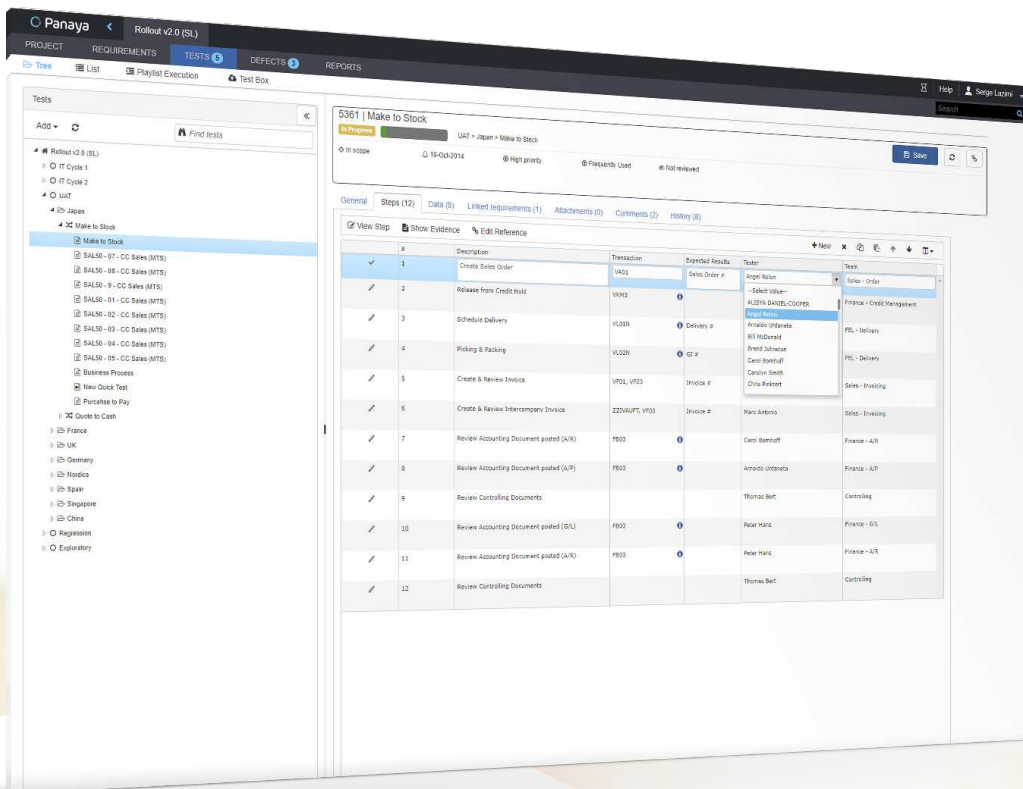 Panaya
Rollout v2.0 (SL)
PROJECT REQUIREMENTS TESTS 5 DEFECTS 3 REPORTS
Help Serge Lazimi
Tree List Playlist Execution Test Box
Search
Tests
Add Find tests
Rollout v2.0 (SL)
IT Cycle 1
IT Cycle 2
UAT
Japan
Make to Stock
Make to Stock
SAL50 - 07 - CC Sales (MTS)
SAL50 - 08 - CC Sales (MTS)
SAL50 - 9 - CC Sales (MTS)
SAL50 - 01 - CC Sales (MTS)
SAL50 - 02 - CC Sales (MTS)
SAL50 - 03 - CC Sales (MTS)
SAL50 - 04 - CC Sales (MTS)
SAL50 - 05 - CC Sales (MTS)
Business Process
New Quick Test
Purcahse to Pay
Quote to Cash
France
UK
Germany
Nordics
Spain
Singapore
China
Regression
Exploratory
5361 | Make to Stock
In Progress UAT > Japan > Make to Stock
Save
In scope 16-Oct-2014 High priority Frequently Used Not reviewed
General Steps (12) Data (8) Linked requirements (1) Attachments (0) Comments (2) History (8)
View Step Show Evidence Edit Reference
New
# Description Transaction Expected Results Tester Team
1 Create Sales Order VA01 Sales Order # Angel Ralon Sales - Order
--Select Value--
ALISYA DANIEL-COOPER
Angel Ralon
Arnaldo Urdaneta
Bill McDonald
Brend Johnston
Carol Bomhoff
Carolyn Smith
Chris Pinktert
2 Release from Credit Hold VKM3 Finance - Credit Management
3 Schedule Delivery VL01N Delivery # FEL - Delivery
4 Picking & Packing VL02N GI # FEL - Delivery
5 Create & Review Invoice VF01, VF03 Invoice # Sales - Invoicing
6 Create & Review Intercompany Invoice ZZIVAUFT, VF03 Invoice # Marc Antonio Sales - Invoicing
7 Review Accounting Document posted (A/R) FB03 Carol Bomhoff Finance - A/R
8 Review Accounting Document posted (A/P) FB03 Arnaldo Urdaneta Finance - A/P
9 Review Controlling Documents Thomas Bert Controlling
10 Review Accounting Document posted (G/L) FB03 Peter Hans Finance - G/L
11 Review Accounting Document posted (A/R) FB03 Peter Hans Finance - A/R
12 Review Controlling Documents Thomas Bert Controlling